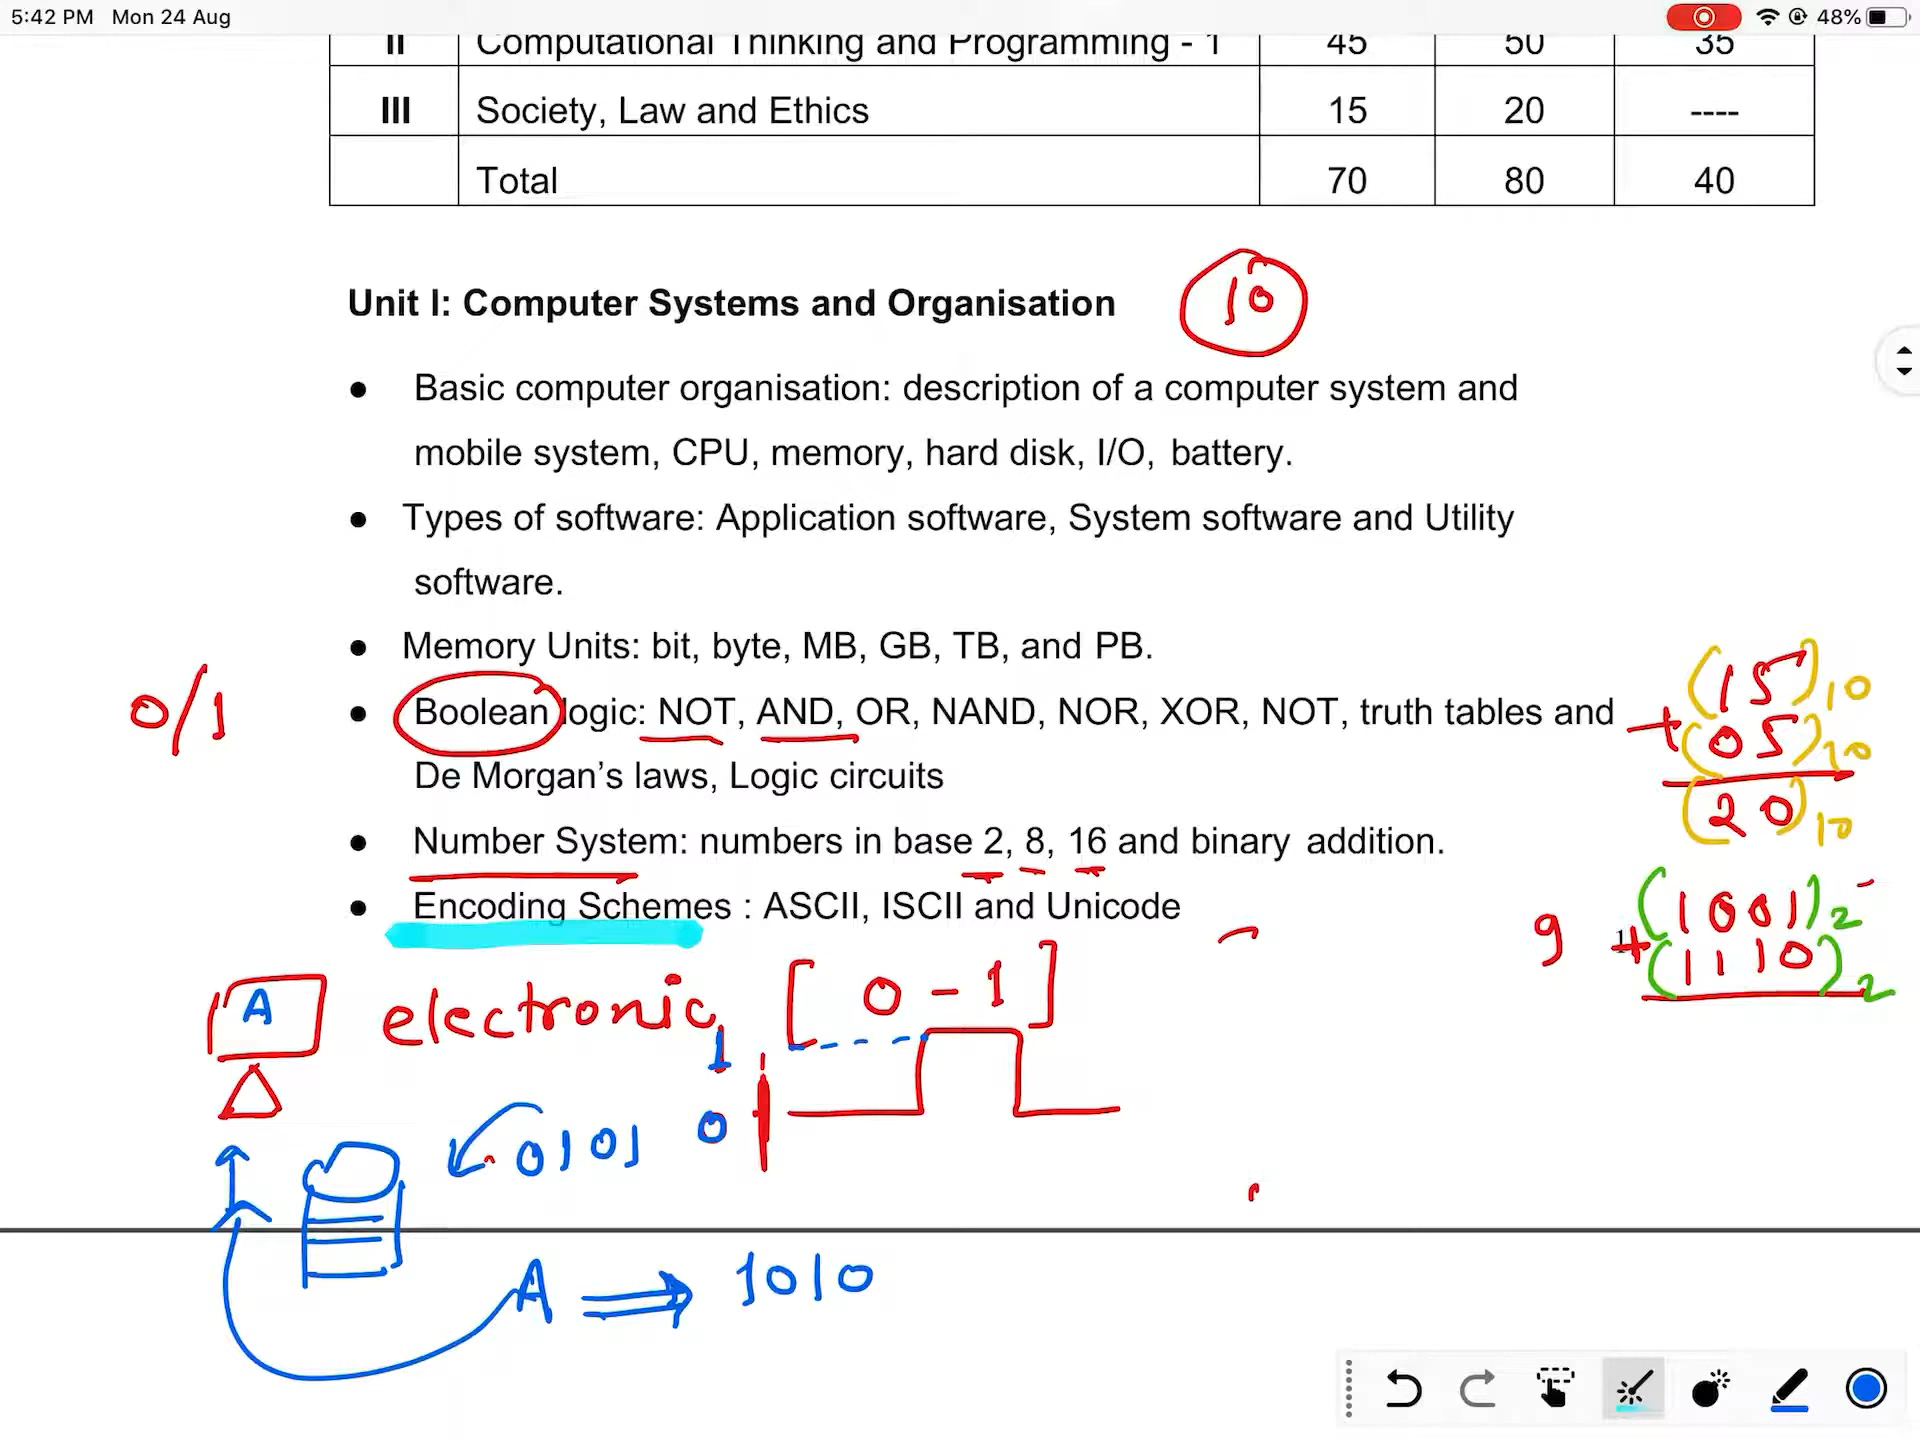 5:42 PM Mon 24 Aug 48%
II Computational Thinking and Programming - 1 45 50 35
III Society, Law and Ethics 15 20 ----
Total 70 80 40
Unit I: Computer Systems and Organisation 10
● Basic computer organisation: description of a computer system and
mobile system, CPU, memory, hard disk, I/O, battery.
● Types of software: Application software, System software and Utility
software.
● Memory Units: bit, byte, MB, GB, TB, and PB.
(15)10
0/1 ● Boolean logic: NOT, AND, OR, NAND, NOR, XOR, NOT, truth tables and
+(05)10
De Morgan’s laws, Logic circuits
(20)10
● Number System: numbers in base 2, 8, 16 and binary addition.
● Encoding Schemes : ASCII, ISCII and Unicode
9 (1001)2
+(1110)2
A electronic [0-1]
1
0101 0
A ⇒ 1010